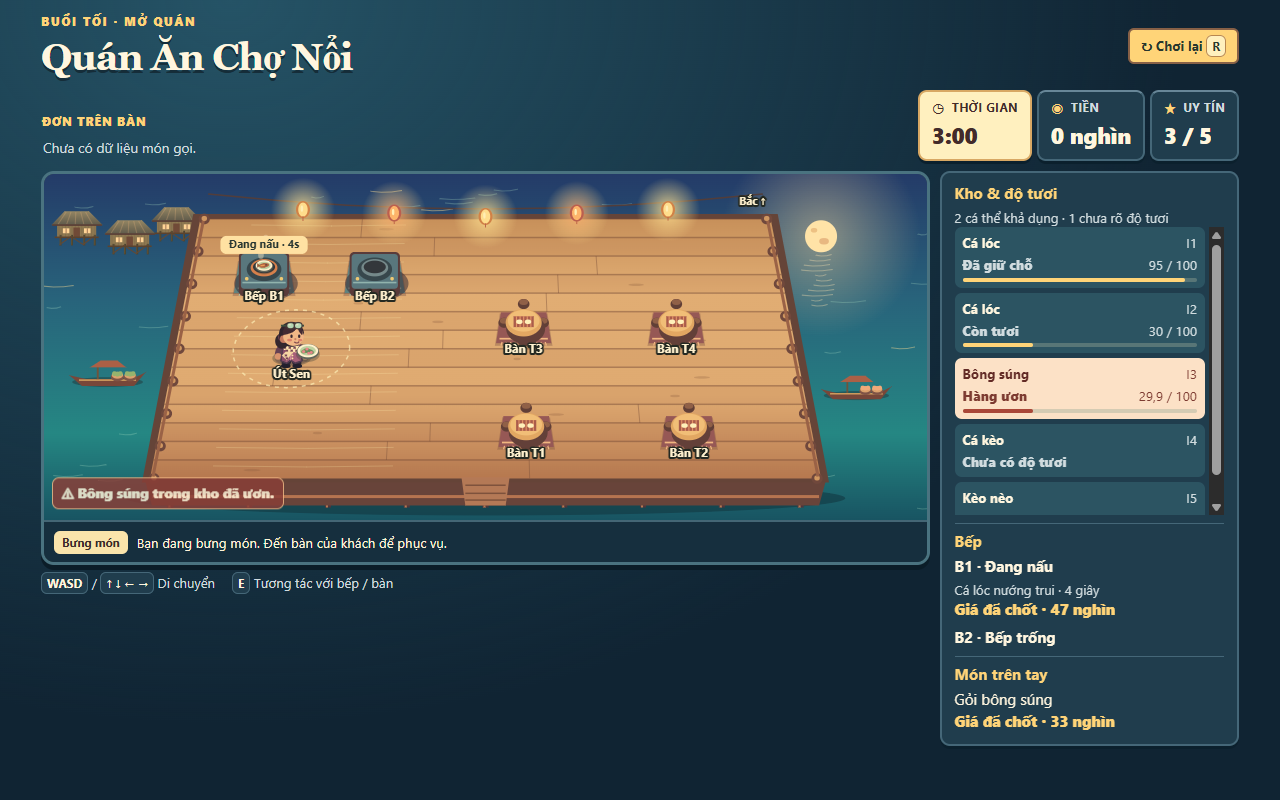 BUỔI TỐI · MỞ QUÁN
Quán Ăn Chợ Nổi
↻ Chơi lại R
ĐƠN TRÊN BÀN
Chưa có dữ liệu món gọi.
THỜI GIAN
3:00
TIỀN
0 nghìn
UY TÍN
3 / 5
Bắc ↑
Đang nấu · 4s
Bếp B1
Bếp B2
Út Sen
Bàn T3
Bàn T4
Bàn T1
Bàn T2
⚠ Bông súng trong kho đã ươn.
Bưng món Bạn đang bưng món. Đến bàn của khách để phục vụ.
WASD / ↑ ↓ ← → Di chuyển E Tương tác với bếp / bàn
Kho & độ tươi
2 cá thể khả dụng · 1 chưa rõ độ tươi
Cá lóc I1
Đã giữ chỗ 95 / 100
Cá lóc I2
Còn tươi 30 / 100
Bông súng I3
Hàng ươn 29,9 / 100
Cá kèo I4
Chưa có độ tươi
Kèo nèo I5
Bếp
B1 · Đang nấu
Cá lóc nướng trui · 4 giây
Giá đã chốt · 47 nghìn
B2 · Bếp trống
Món trên tay
Gỏi bông súng
Giá đã chốt · 33 nghìn